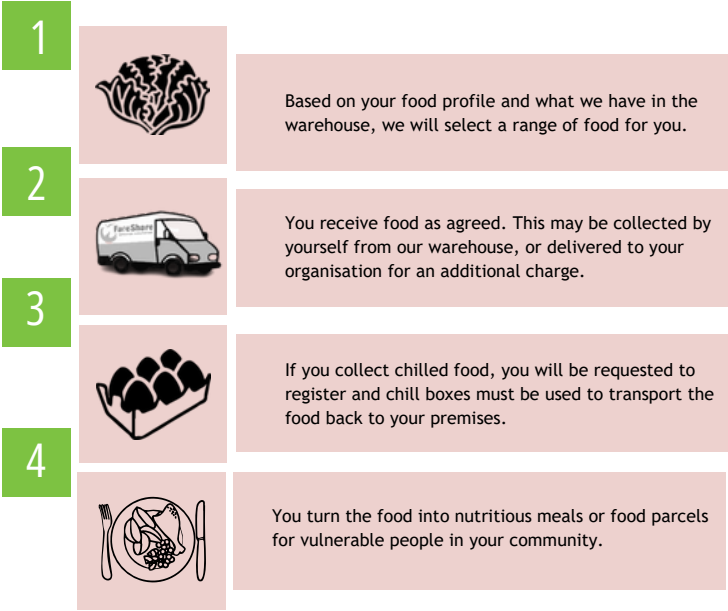 1
Based on your food profile and what we have in the
warehouse, we will select a range of food for you.
2
FareShare
You receive food as agreed. This may be collected by
yourself from our warehouse, or delivered to your
organisation for an additional charge.
3
If you collect chilled food, you will be requested to
register and chill boxes must be used to transport the
food back to your premises.
4
You turn the food into nutritious meals or food parcels
for vulnerable people in your community.